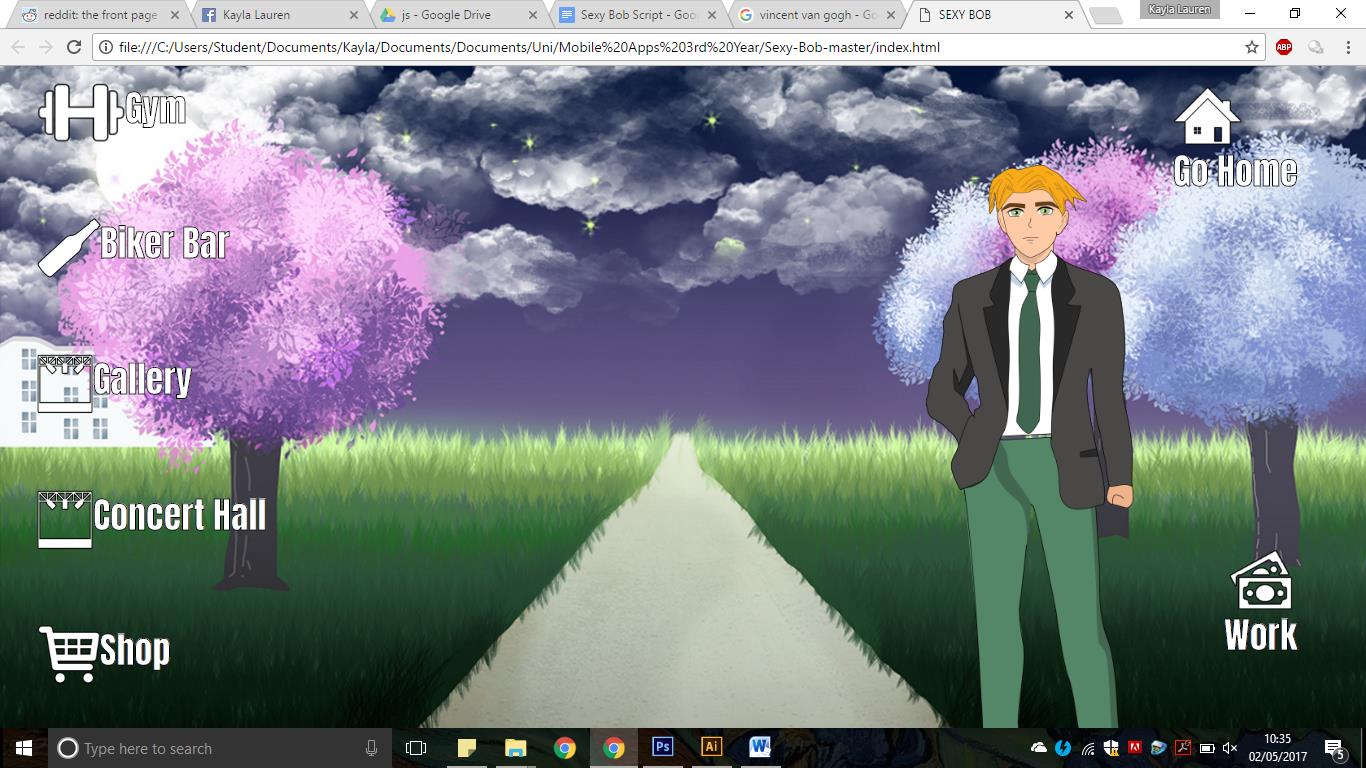 Kayla Lauren
reddit: the front page
Kayla Lauren
js - Google Drive
Sexy Bob Script - Goo
vincent van gogh - Go
SEXY BOB
file:///C:/Users/Student/Documents/Kayla/Documents/Documents/Uni/Mobile%20Apps%203rd%20Year/Sexy-Bob-master/index.html
ABP
Gym
Go Home
Biker Bar
Gallery
Concert Hall
Work
Shop
Type here to search
Ps
Ai
W
10:35
02/05/2017
5